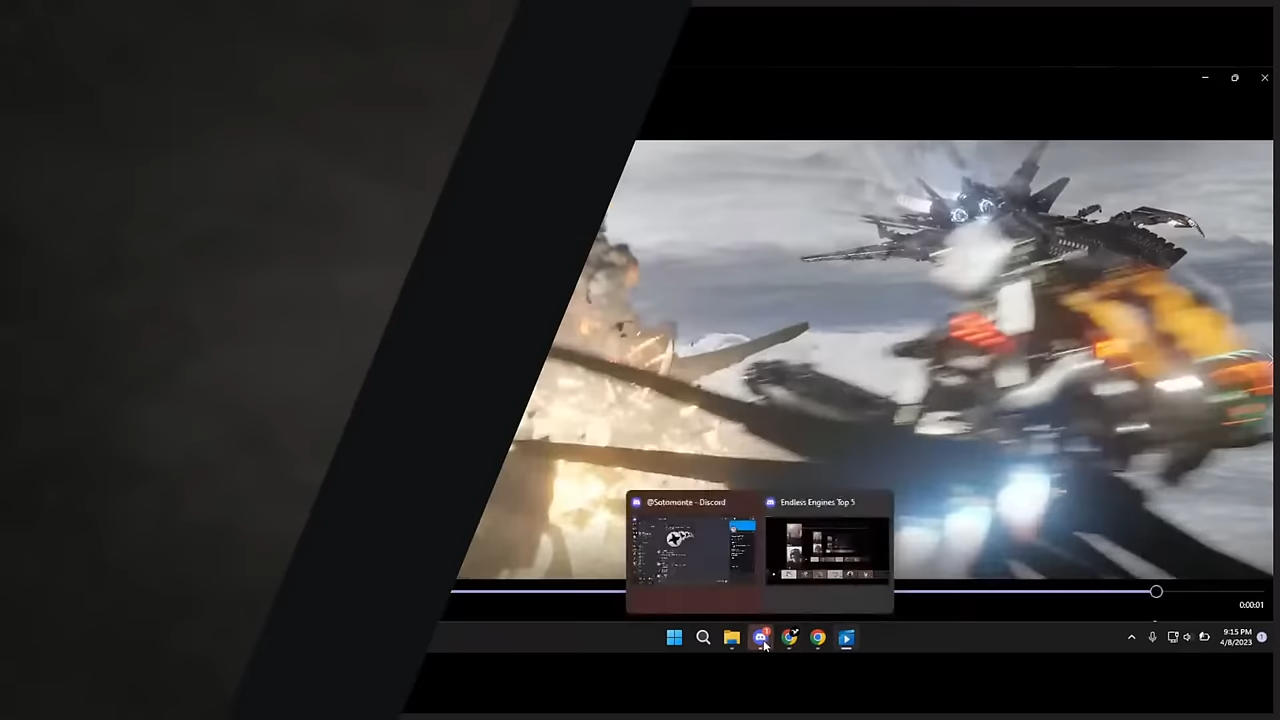 @Sotomonte - Discord
Endless Engines Top 5
0:00:01
9:15 PM
4/8/2023